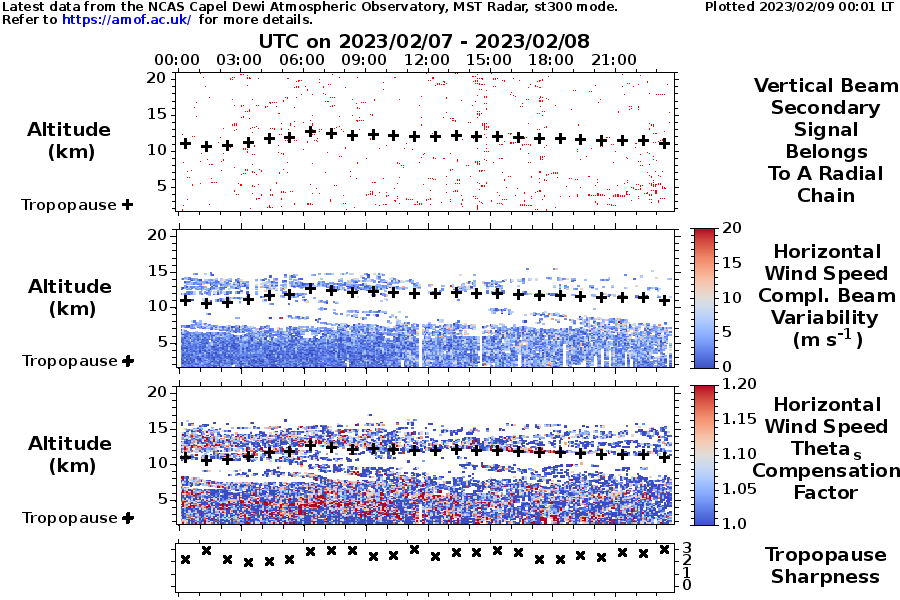 Latest data from the NCAS Capel Dewi Atmospheric Observatory, MST Radar, st300 mode.
Plotted 2023/02/09 00:01 LT
Refer to https://amof.ac.uk/ for more details.
UTC on 2023/02/07 - 2023/02/08
00:00 03:00 06:00 09:00 12:00 15:00 18:00 21:00
20
15
10
5
Altitude
(km)
Tropopause +
Vertical Beam
Secondary
Signal
Belongs
To A Radial
Chain
20
15
10
5
Altitude
(km)
Tropopause +
20
15
10
5
0
Horizontal
Wind Speed
Compl. Beam
Variability
(m s-1)
20
15
10
5
Altitude
(km)
Tropopause +
1.20
1.15
1.10
1.05
1.0
Horizontal
Wind Speed
Theta s
Compensation
Factor
3
2
1
0
Tropopause
Sharpness